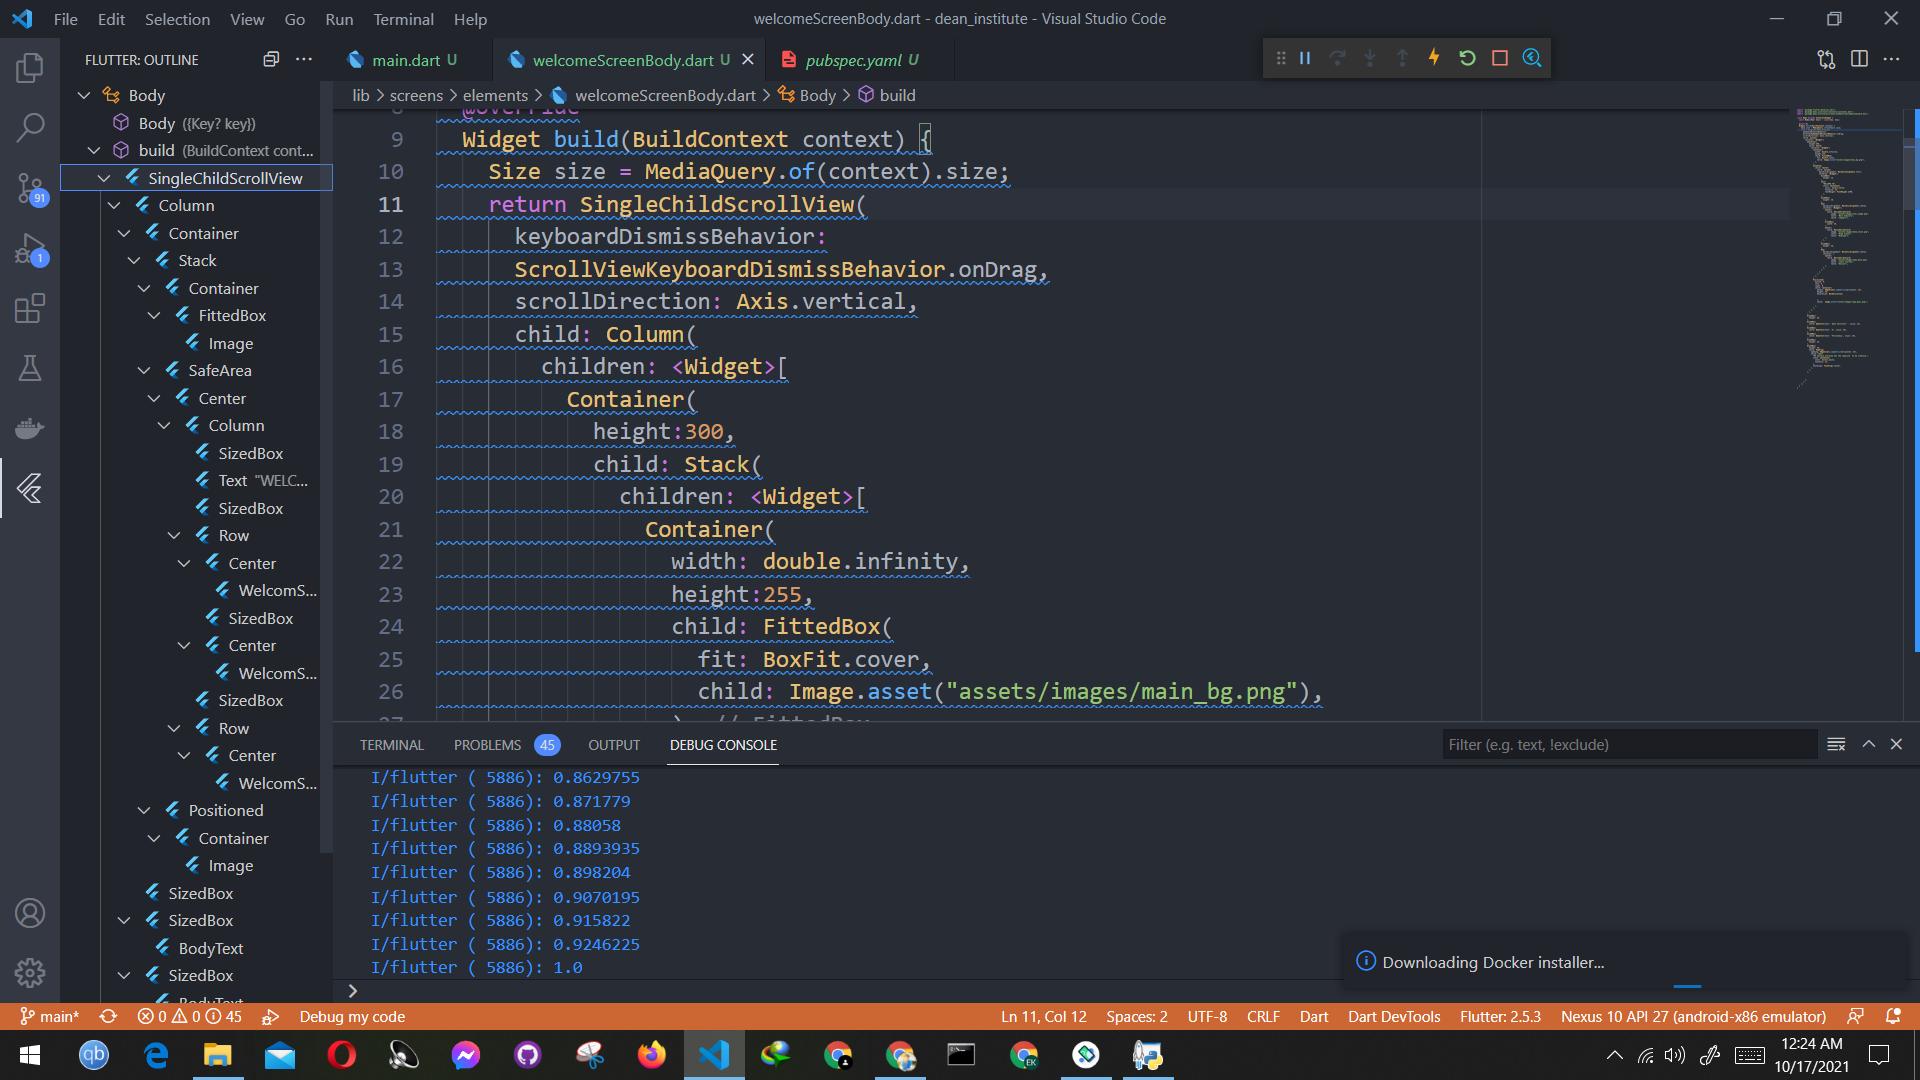 File Edit Selection View Go Run Terminal Help
welcomeScreenBody.dart - dean_institute - Visual Studio Code
FLUTTER: OUTLINE
main.dart U
welcomeScreenBody.dart U
pubspec.yaml U
lib > screens > elements > welcomeScreenBody.dart > Body > build
91
1
Body
Body ({Key? key})
build (BuildContext cont...
SingleChildScrollView
Column
Container
Stack
Container
FittedBox
Image
SafeArea
Center
Column
SizedBox
Text "WELC...
SizedBox
Row
Center
WelcomS...
SizedBox
Center
WelcomS...
SizedBox
Row
Center
WelcomS...
Positioned
Container
Image
SizedBox
SizedBox
BodyText
SizedBox
BodyText
8 @override
9 Widget build(BuildContext context) {
10 Size size = MediaQuery.of(context).size;
11 return SingleChildScrollView(
12 keyboardDismissBehavior:
13 ScrollViewKeyboardDismissBehavior.onDrag,
14 scrollDirection: Axis.vertical,
15 child: Column(
16 children: <Widget>[
17 Container(
18 height:300,
19 child: Stack(
20 children: <Widget>[
21 Container(
22 width: double.infinity,
23 height:255,
24 child: FittedBox(
25 fit: BoxFit.cover,
26 child: Image.asset("assets/images/main_bg.png"),
27 ) // FittedBox
TERMINAL PROBLEMS 45 OUTPUT DEBUG CONSOLE
Filter (e.g. text, !exclude)
I/flutter ( 5886): 0.8629755
I/flutter ( 5886): 0.871779
I/flutter ( 5886): 0.88058
I/flutter ( 5886): 0.8893935
I/flutter ( 5886): 0.898204
I/flutter ( 5886): 0.9070195
I/flutter ( 5886): 0.915822
I/flutter ( 5886): 0.9246225
I/flutter ( 5886): 1.0
Downloading Docker installer...
main* 0 0 45 Debug my code
Ln 11, Col 12 Spaces: 2 UTF-8 CRLF Dart Dart DevTools Flutter: 2.5.3 Nexus 10 API 27 (android-x86 emulator)
qb
EK
12:24 AM
10/17/2021